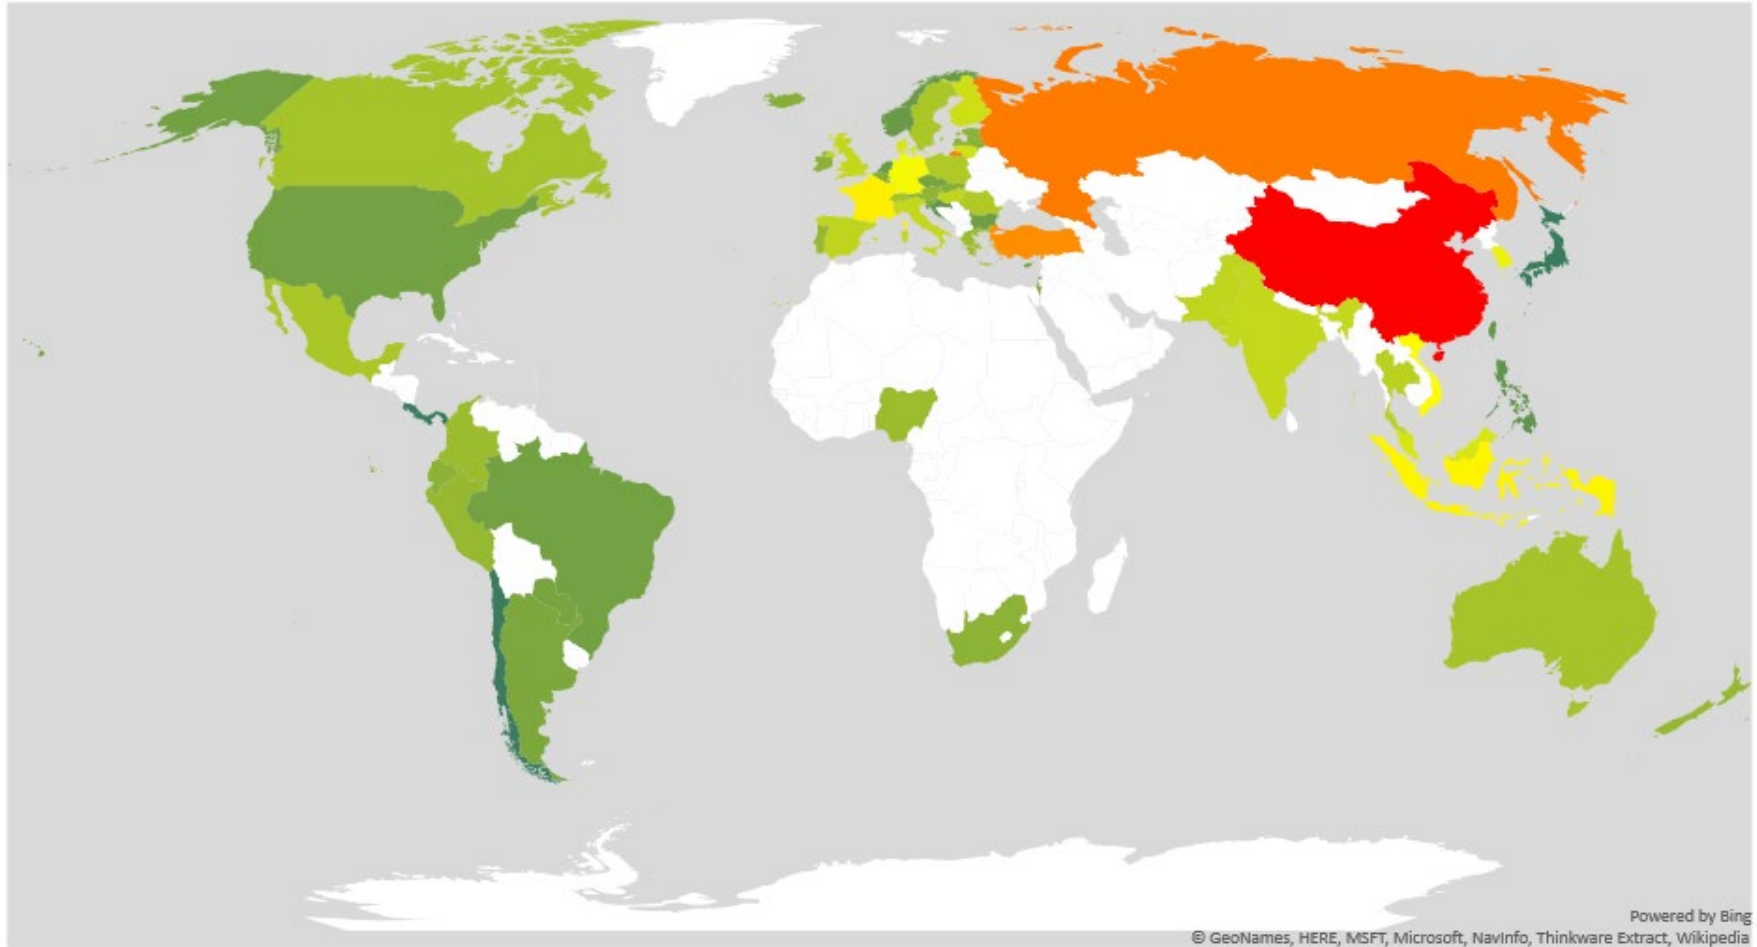 Powered by Bing
© GeoNames, HERE, MSFT, Microsoft, NavInfo, Thinkware Extract, Wikipedia